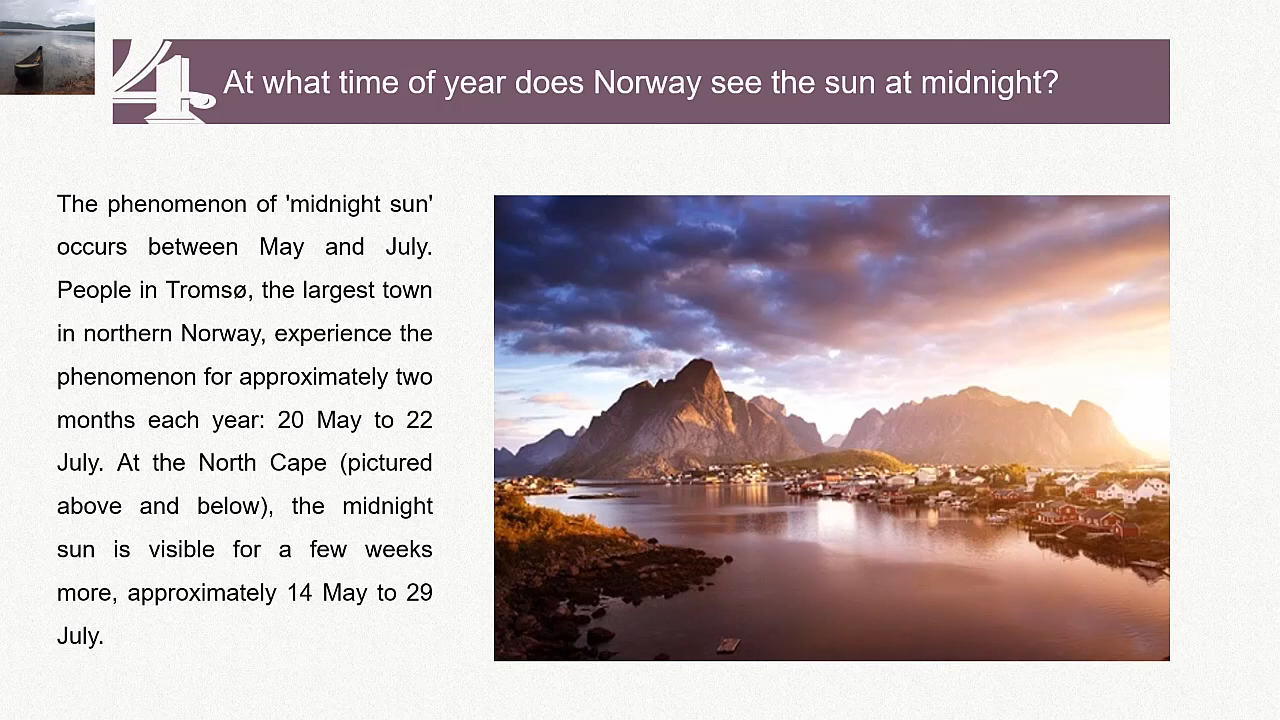 4 At what time of year does Norway see the sun at midnight?
The phenomenon of 'midnight sun'
occurs between May and July.
People in Tromsø, the largest town
in northern Norway, experience the
phenomenon for approximately two
months each year: 20 May to 22
July. At the North Cape (pictured
above and below), the midnight
sun is visible for a few weeks
more, approximately 14 May to 29
July.